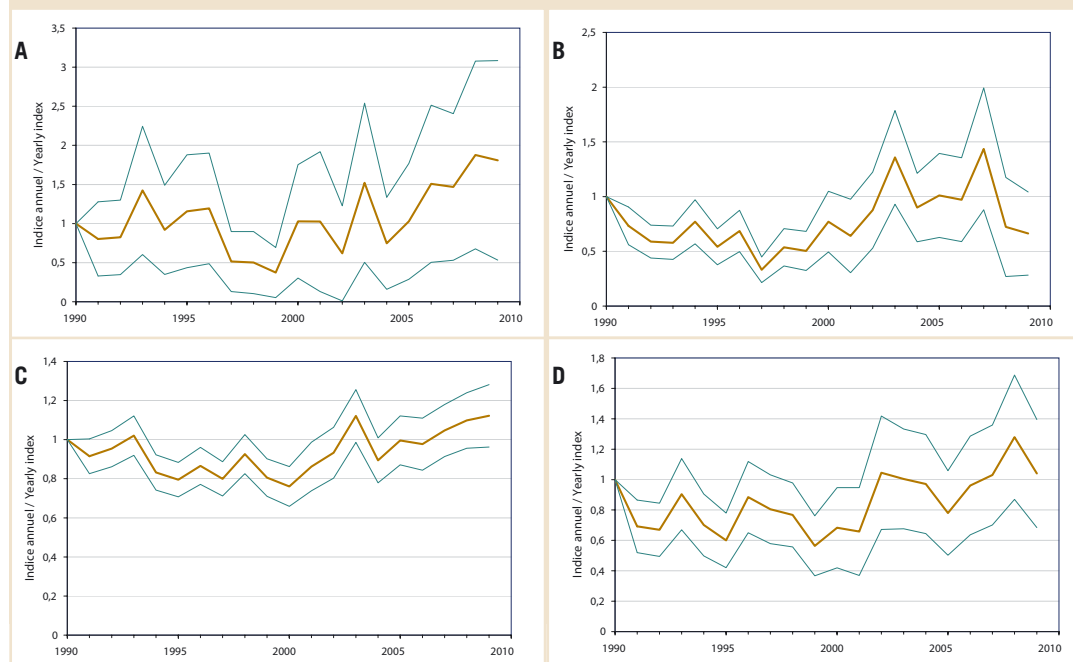 A
Indice annuel / Yearly index
3,5
3
2,5
2
1,5
1
0,5
0
1990 1995 2000 2005 2010
B
Indice annuel / Yearly index
2,5
2
1,5
1
0,5
0
1990 1995 2000 2005 2010
C
Indice annuel / Yearly index
1,4
1,2
1
0,8
0,6
0,4
0,2
0
1990 1995 2000 2005 2010
D
Indice annuel / Yearly index
1,8
1,6
1,4
1,2
1
0,8
0,6
0,4
0,2
0
1990 1995 2000 2005 2010